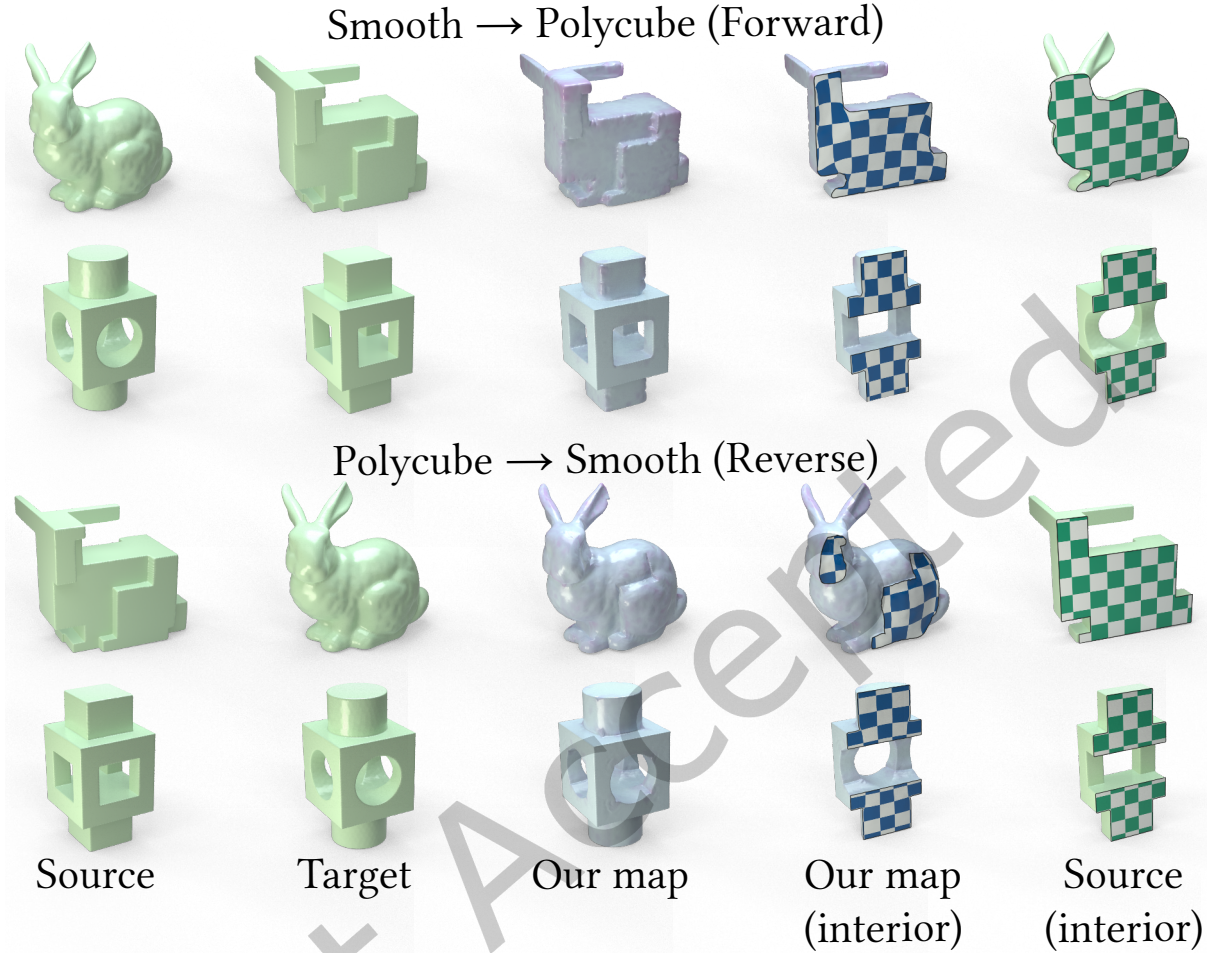 Smooth → Polycube (Forward)
Polycube → Smooth (Reverse)
Source
Target
Our map
Our map
(interior)
Source
(interior)
Accepted